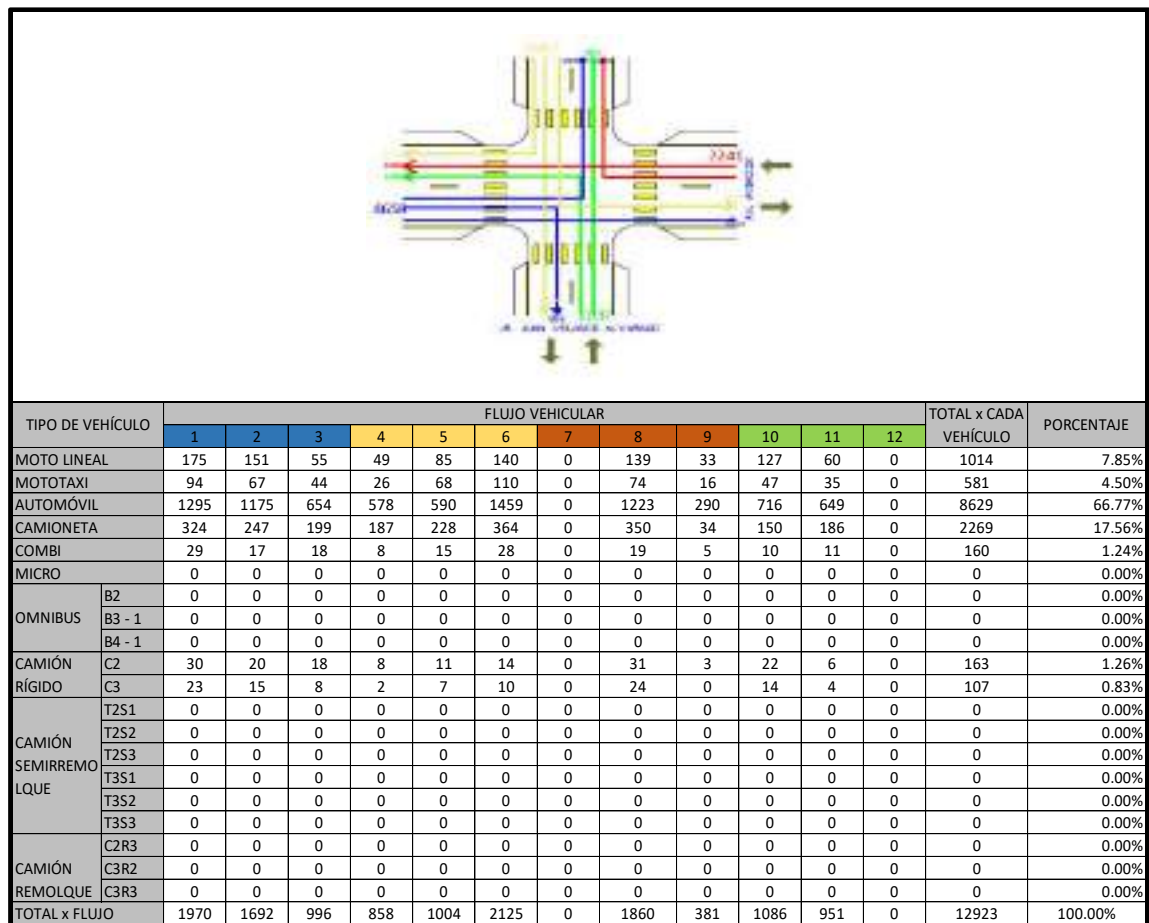 TIPO DE VEHÍCULO FLUJO VEHICULAR TOTAL x CADA VEHÍCULO PORCENTAJE
1 2 3 4 5 6 7 8 9 10 11 12
MOTO LINEAL 175 151 55 49 85 140 0 139 33 127 60 0 1014 7.85%
MOTOTAXI 94 67 44 26 68 110 0 74 16 47 35 0 581 4.50%
AUTOMÓVIL 1295 1175 654 578 590 1459 0 1223 290 716 649 0 8629 66.77%
CAMIONETA 324 247 199 187 228 364 0 350 34 150 186 0 2269 17.56%
COMBI 29 17 18 8 15 28 0 19 5 10 11 0 160 1.24%
MICRO 0 0 0 0 0 0 0 0 0 0 0 0 0 0.00%
OMNIBUS B2 0 0 0 0 0 0 0 0 0 0 0 0 0 0.00%
B3 - 1 0 0 0 0 0 0 0 0 0 0 0 0 0 0.00%
B4 - 1 0 0 0 0 0 0 0 0 0 0 0 0 0 0.00%
CAMIÓN C2 30 20 18 8 11 14 0 31 3 22 6 0 163 1.26%
RÍGIDO C3 23 15 8 2 7 10 0 24 0 14 4 0 107 0.83%
CAMIÓN SEMIRREMO LQUE T2S1 0 0 0 0 0 0 0 0 0 0 0 0 0 0.00%
T2S2 0 0 0 0 0 0 0 0 0 0 0 0 0 0.00%
T2S3 0 0 0 0 0 0 0 0 0 0 0 0 0 0.00%
T3S1 0 0 0 0 0 0 0 0 0 0 0 0 0 0.00%
T3S2 0 0 0 0 0 0 0 0 0 0 0 0 0 0.00%
T3S3 0 0 0 0 0 0 0 0 0 0 0 0 0 0.00%
CAMIÓN REMOLQUE C2R3 0 0 0 0 0 0 0 0 0 0 0 0 0 0.00%
C3R2 0 0 0 0 0 0 0 0 0 0 0 0 0 0.00%
C3R3 0 0 0 0 0 0 0 0 0 0 0 0 0 0.00%
TOTAL x FLUJO 1970 1692 996 858 1004 2125 0 1860 381 1086 951 0 12923 100.00%